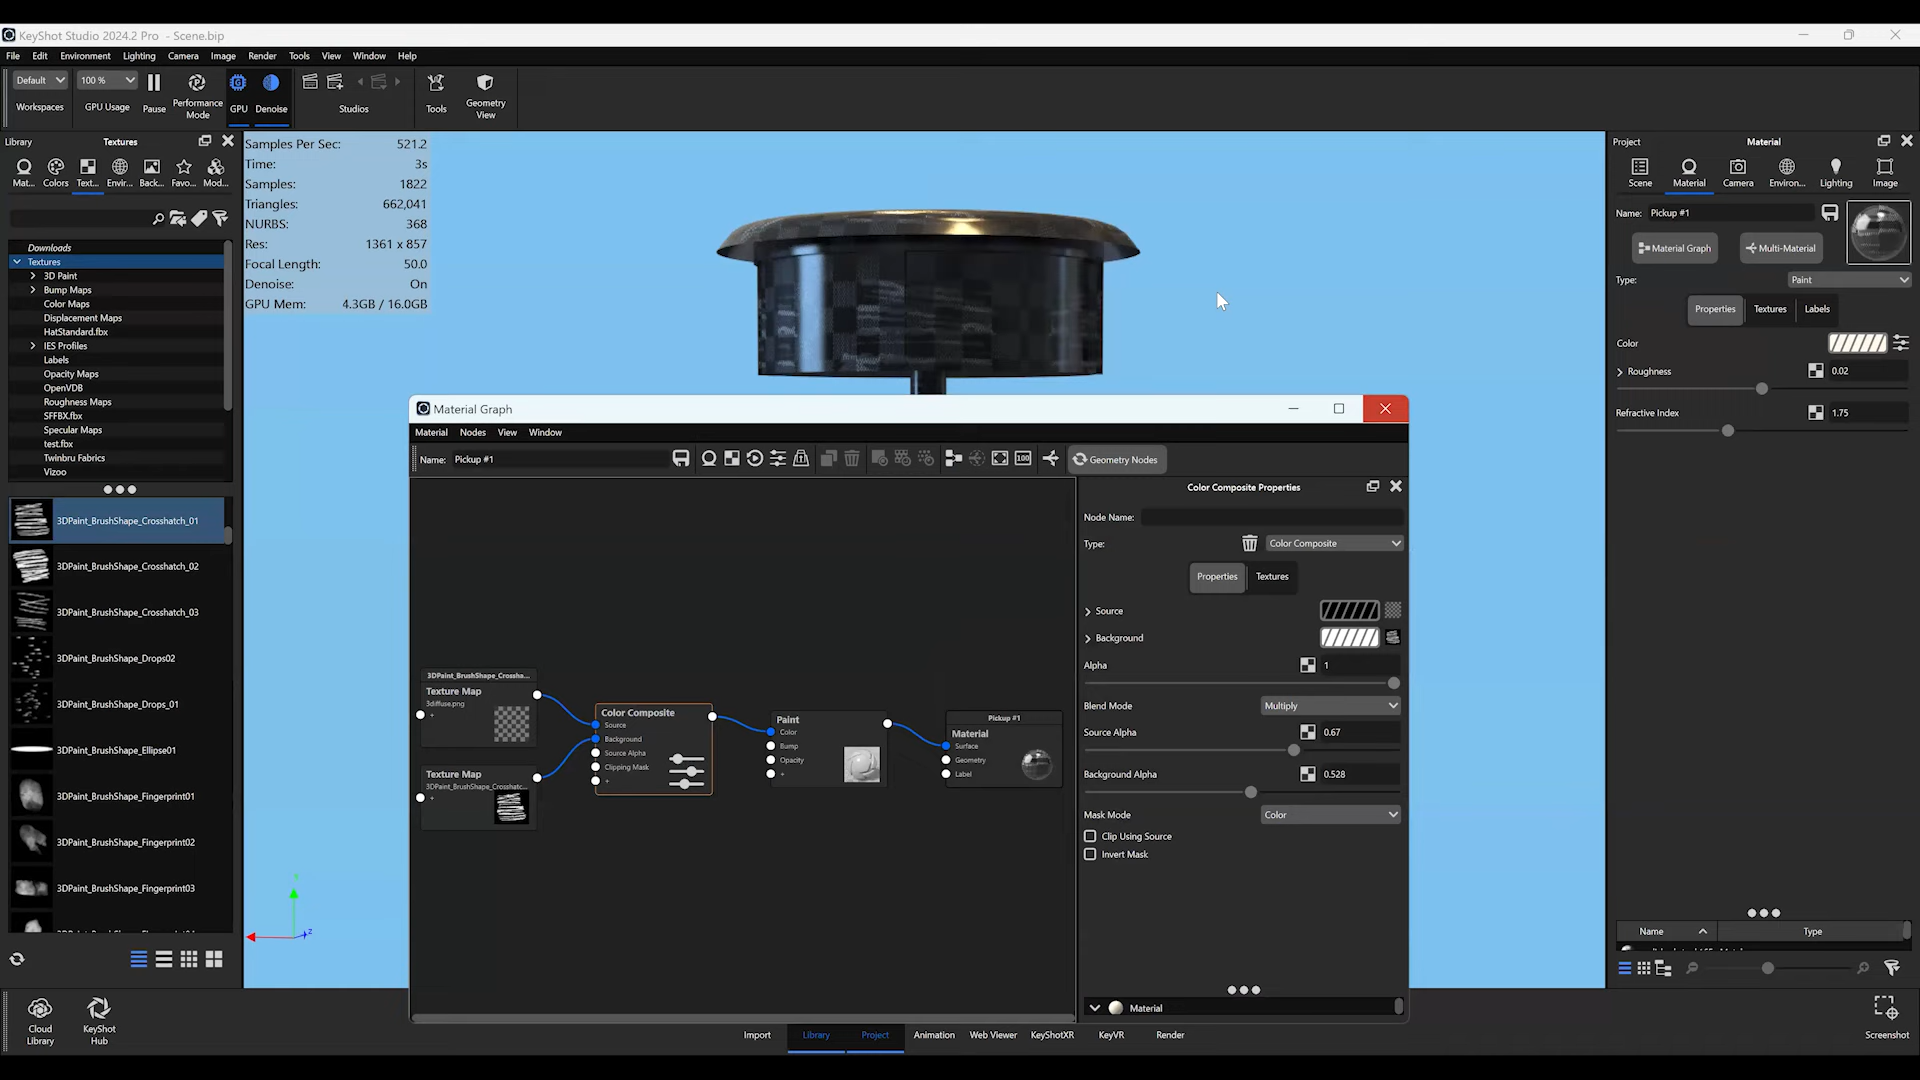 KeyShot Studio 2024.2 Pro - Scene.bip
File Edit Environment Lighting Camera Image Render Tools View Window Help
Default 100 %
Workspaces GPU Usage Pause Performance Mode GPU Denoise Studios Tools Geometry View
Library Textures
Mat... Colors Text... Envir... Back... Favo... Mod...
Downloads
Textures
3D Paint
Bump Maps
Color Maps
Displacement Maps
HatStandard.fbx
IES Profiles
Labels
Opacity Maps
OpenVDB
Roughness Maps
SFFBX.fbx
Specular Maps
test.fbx
Twinbru Fabrics
Vizoo
3DPaint_BrushShape_Crosshatch_01
3DPaint_BrushShape_Crosshatch_02
3DPaint_BrushShape_Crosshatch_03
3DPaint_BrushShape_Drops02
3DPaint_BrushShape_Drops_01
3DPaint_BrushShape_Ellipse01
3DPaint_BrushShape_Fingerprint01
3DPaint_BrushShape_Fingerprint02
3DPaint_BrushShape_Fingerprint03
Samples Per Sec: 521.2
Time: 3s
Samples: 1822
Triangles: 662,041
NURBS: 368
Res: 1361 x 857
Focal Length: 50.0
Denoise: On
GPU Mem: 4.3GB / 16.0GB
Z
Material Graph
Material Nodes View Window
Name: Pickup #1
100
Geometry Nodes
3DPaint_BrushShape_Crossha...
Texture Map
3diffuse.png
+
Texture Map
3DPaint_BrushShape_Crosshatc...
+
Color Composite
Source
Background
Source Alpha
Clipping Mask
+
Paint
Color
Bump
Opacity
+
Pickup #1
Material
Surface
Geometry
Label
Color Composite Properties
Node Name:
Type: Color Composite
Properties Textures
Source
Background
Alpha 1
Blend Mode Multiply
Source Alpha 0.67
Background Alpha 0.528
Mask Mode Color
Clip Using Source
Invert Mask
Material
Project Material
Scene Material Camera Environ... Lighting Image
Name: Pickup #1
Material Graph Multi-Material
Type: Paint
Properties Textures Labels
Color
Roughness 0.02
Refractive Index 1.75
Name Type
Cloud Library KeyShot Hub
Import Library Project Animation Web Viewer KeyShotXR KeyVR Render
Screenshot